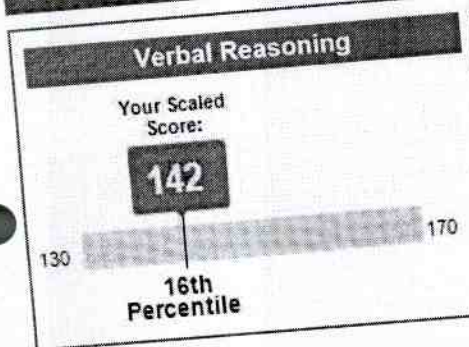 Verbal Reasoning
Your Scaled
Score:
142
130
170
16th
Percentile